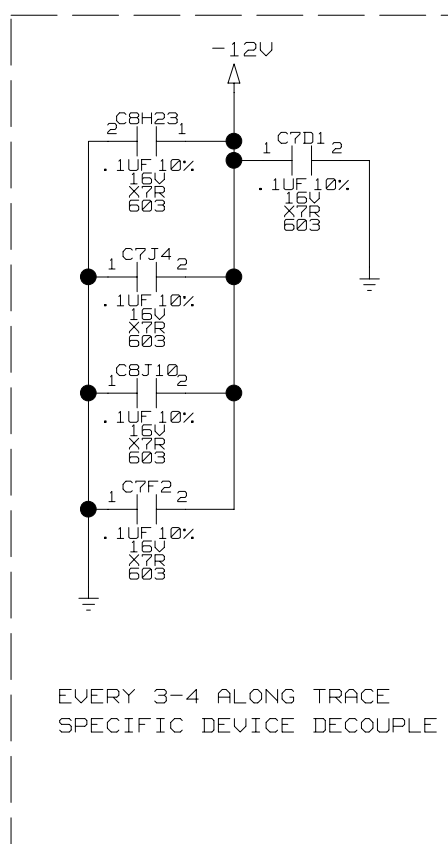 -12V
C8H23
2 1
.1UF 10%
16V
X7R
603
C7D1
1 2
.1UF 10%
16V
X7R
603
C7J4
1 2
.1UF 10%
16V
X7R
603
C8J10
1 2
.1UF 10%
16V
X7R
603
C7F2
1 2
.1UF 10%
16V
X7R
603
EVERY 3-4 ALONG TRACE
SPECIFIC DEVICE DECOUPLE